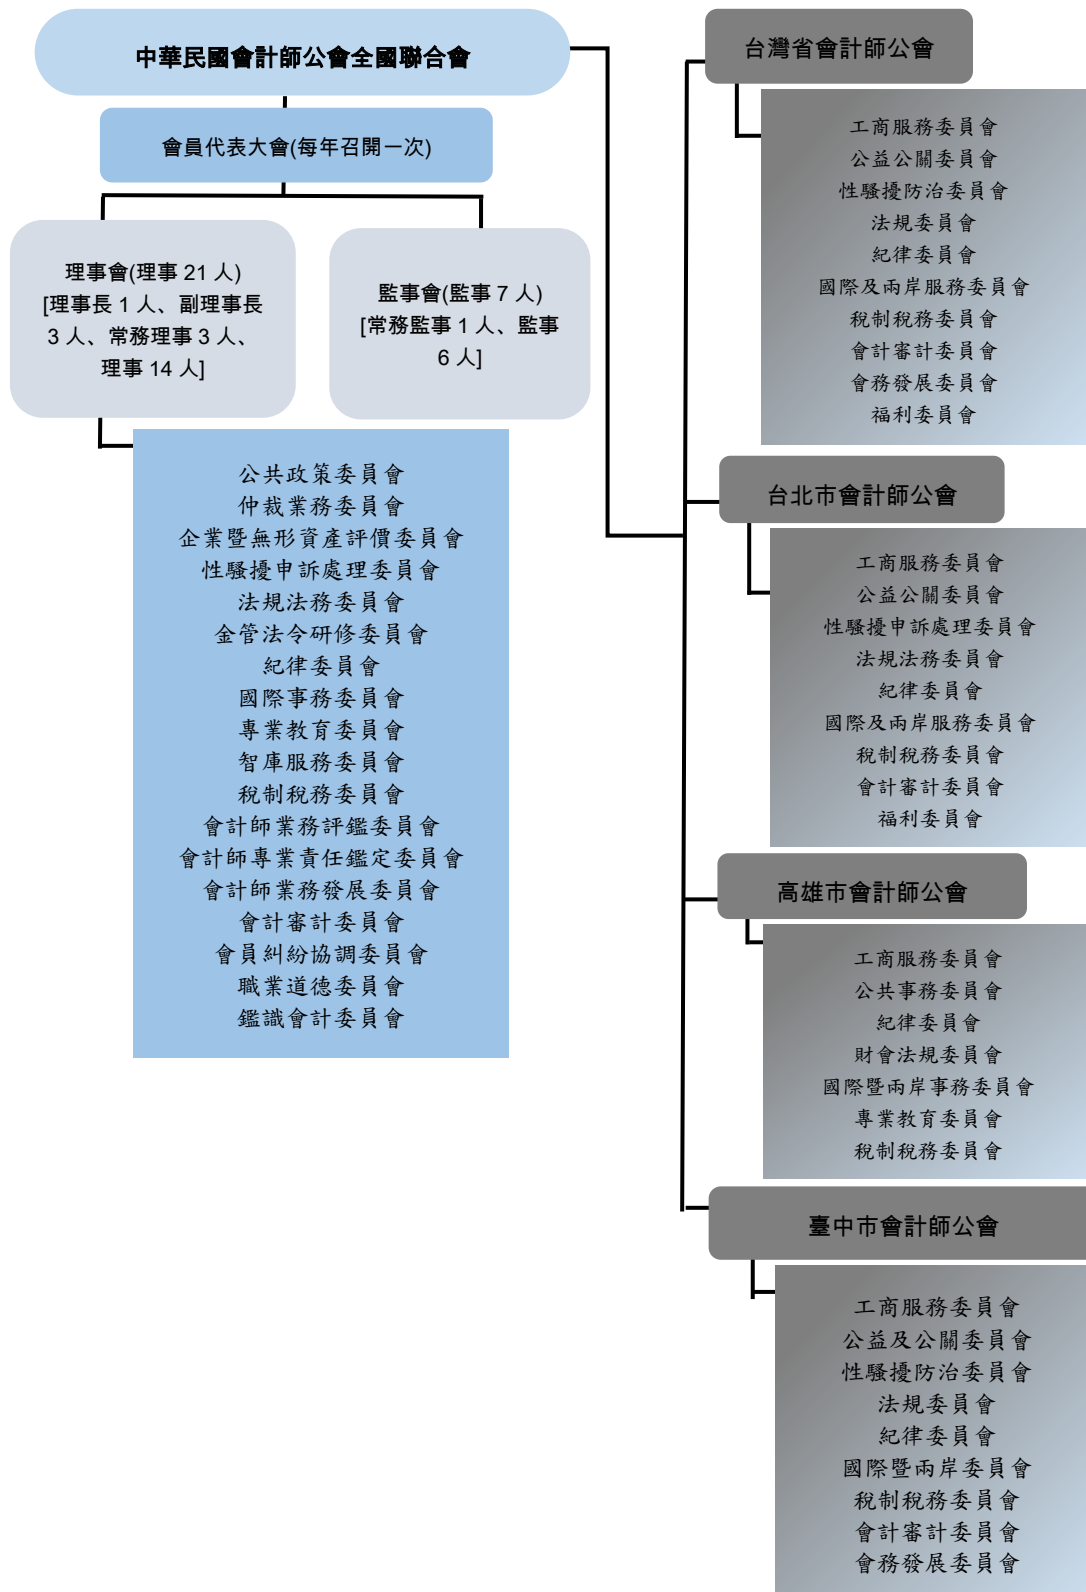 中華民國會計師公會全國聯合會
會員代表大會(每年召開一次)
理事會(理事 21 人)
[理事長 1 人、副理事長
3 人、常務理事 3 人、
理事 14 人]
監事會(監事 7 人)
[常務監事 1 人、監事
6 人]
公共政策委員會
仲裁業務委員會
企業暨無形資產評價委員會
性騷擾申訴處理委員會
法規法務委員會
金管法令研修委員會
紀律委員會
國際事務委員會
專業教育委員會
智庫服務委員會
稅制稅務委員會
會計師業務評鑑委員會
會計師專業責任鑑定委員會
會計師業務發展委員會
會計審計委員會
會員糾紛協調委員會
職業道德委員會
鑑識會計委員會
台灣省會計師公會
工商服務委員會
公益公關委員會
性騷擾防治委員會
法規委員會
紀律委員會
國際及兩岸服務委員會
稅制稅務委員會
會計審計委員會
會務發展委員會
福利委員會
台北市會計師公會
工商服務委員會
公益公關委員會
性騷擾申訴處理委員會
法規法務委員會
紀律委員會
國際及兩岸服務委員會
稅制稅務委員會
會計審計委員會
福利委員會
高雄市會計師公會
工商服務委員會
公共事務委員會
紀律委員會
財會法規委員會
國際暨兩岸事務委員會
專業教育委員會
稅制稅務委員會
臺中市會計師公會
工商服務委員會
公益及公關委員會
性騷擾防治委員會
法規委員會
紀律委員會
國際暨兩岸委員會
稅制稅務委員會
會計審計委員會
會務發展委員會